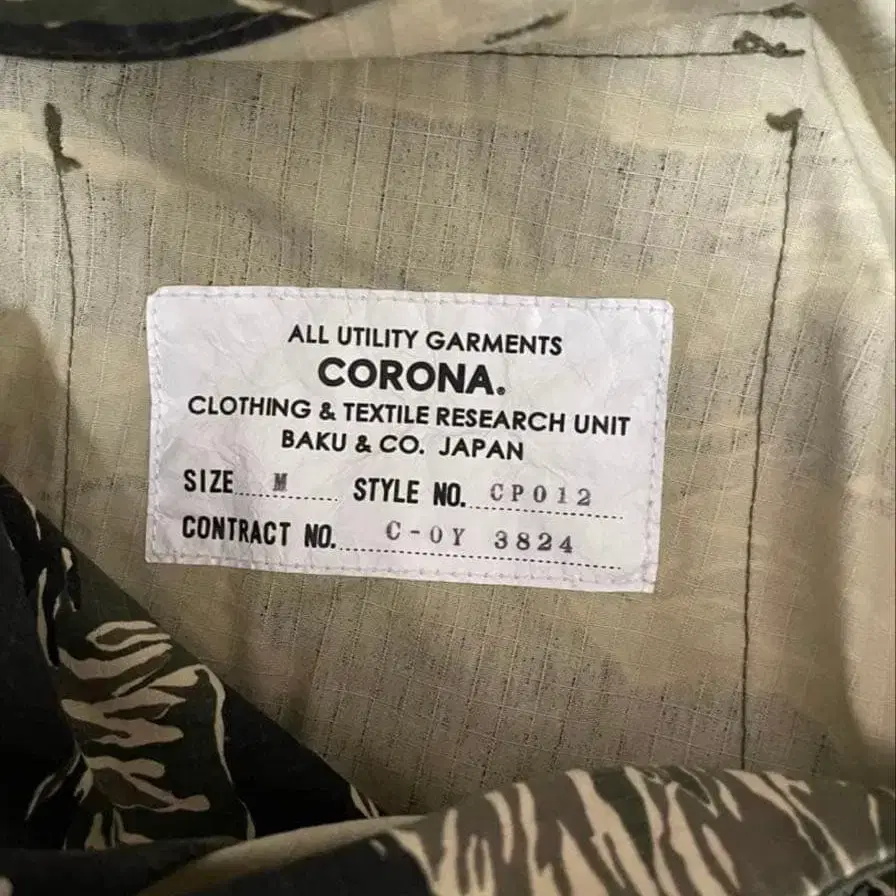 ALL UTILITY GARMENTS
CORONA®
CLOTHING & TEXTILE RESEARCH UNIT
BAKU & CO. JAPAN
SIZE M STYLE NO. CP012
CONTRACT NO. C-0Y 3824